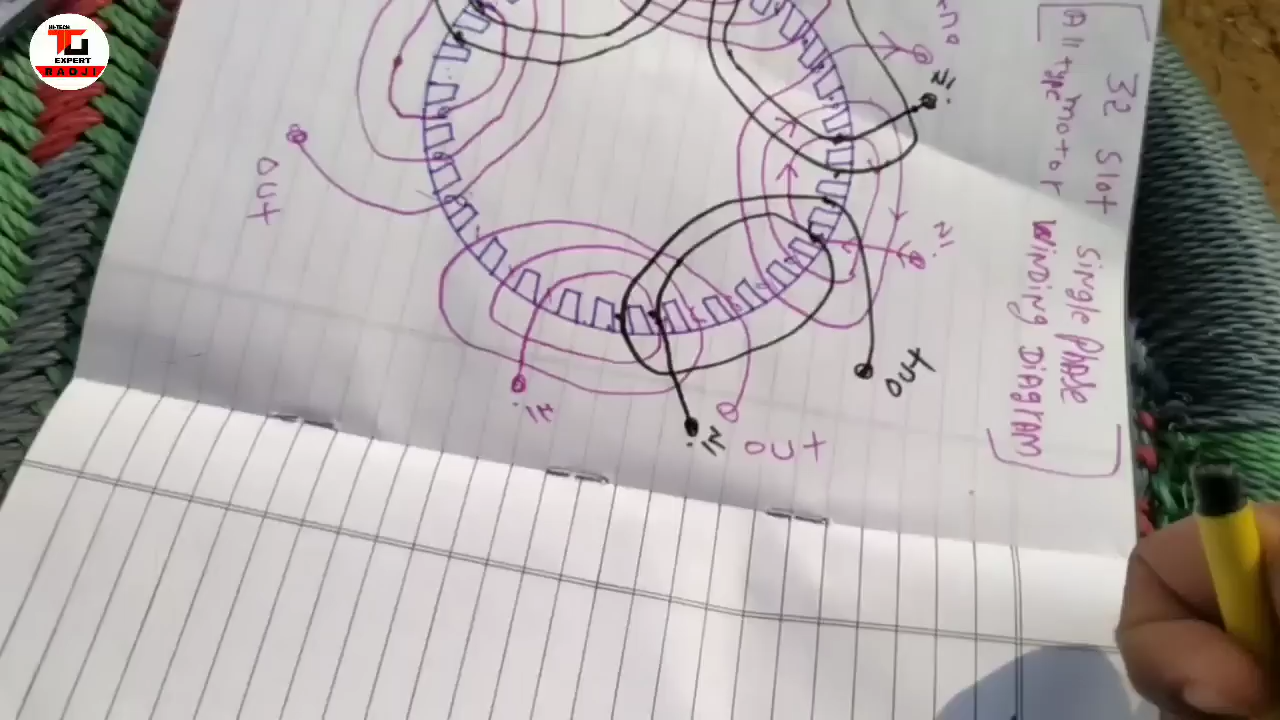 HI-TECH
TG
EXPERT
RAOJI
32 Slot Single Phase
All type motor WINDING DiAgRAM
out
.IN
.IN
out
out
.IN
.IN
out